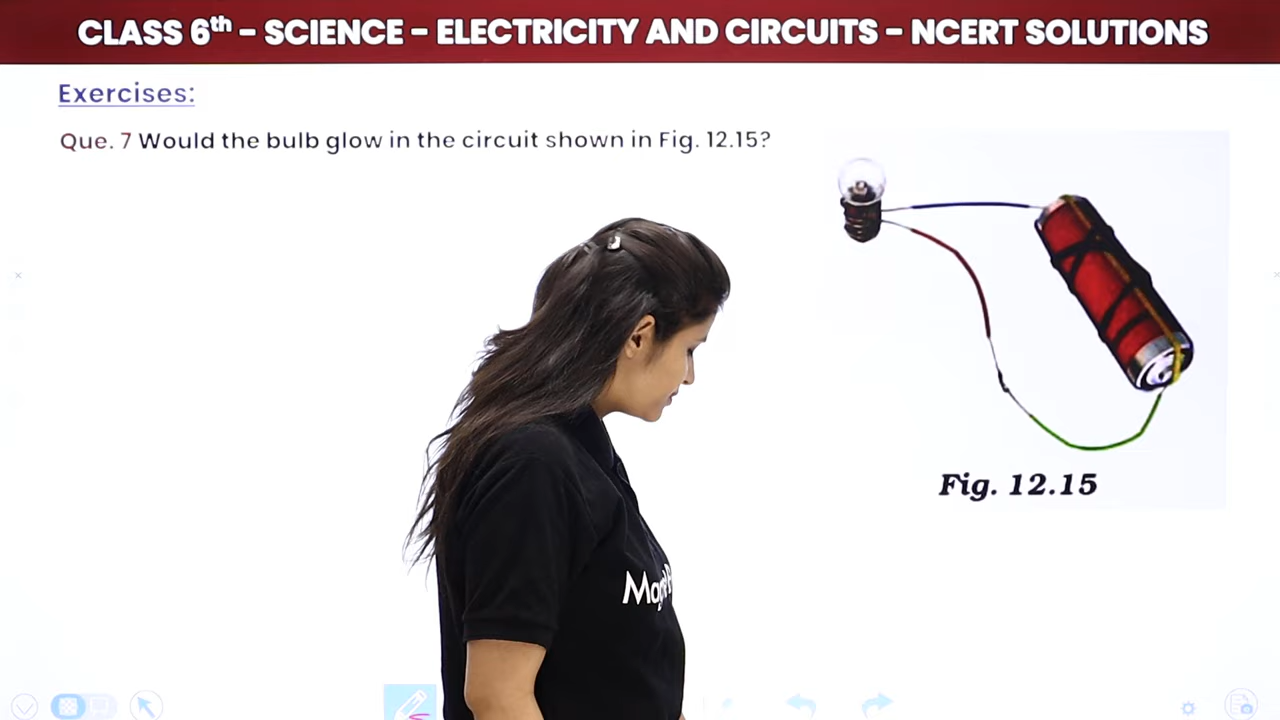 CLASS 6th – SCIENCE – ELECTRICITY AND CIRCUITS – NCERT SOLUTIONS
Exercises:
Que. 7 Would the bulb glow in the circuit shown in Fig. 12.15?
Fig. 12.15